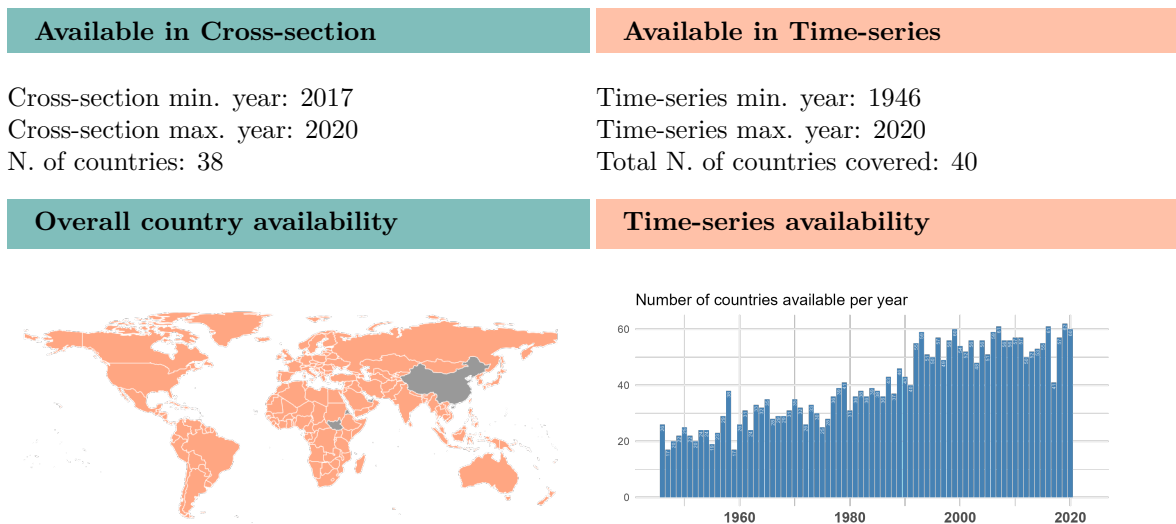 Available in Cross-section
Available in Time-series
Cross-section min. year: 2017
Cross-section max. year: 2020
N. of countries: 38
Time-series min. year: 1946
Time-series max. year: 2020
Total N. of countries covered: 40
Overall country availability
Time-series availability
Number of countries available per year
60
40
20
0
1960
1980
2000
2020